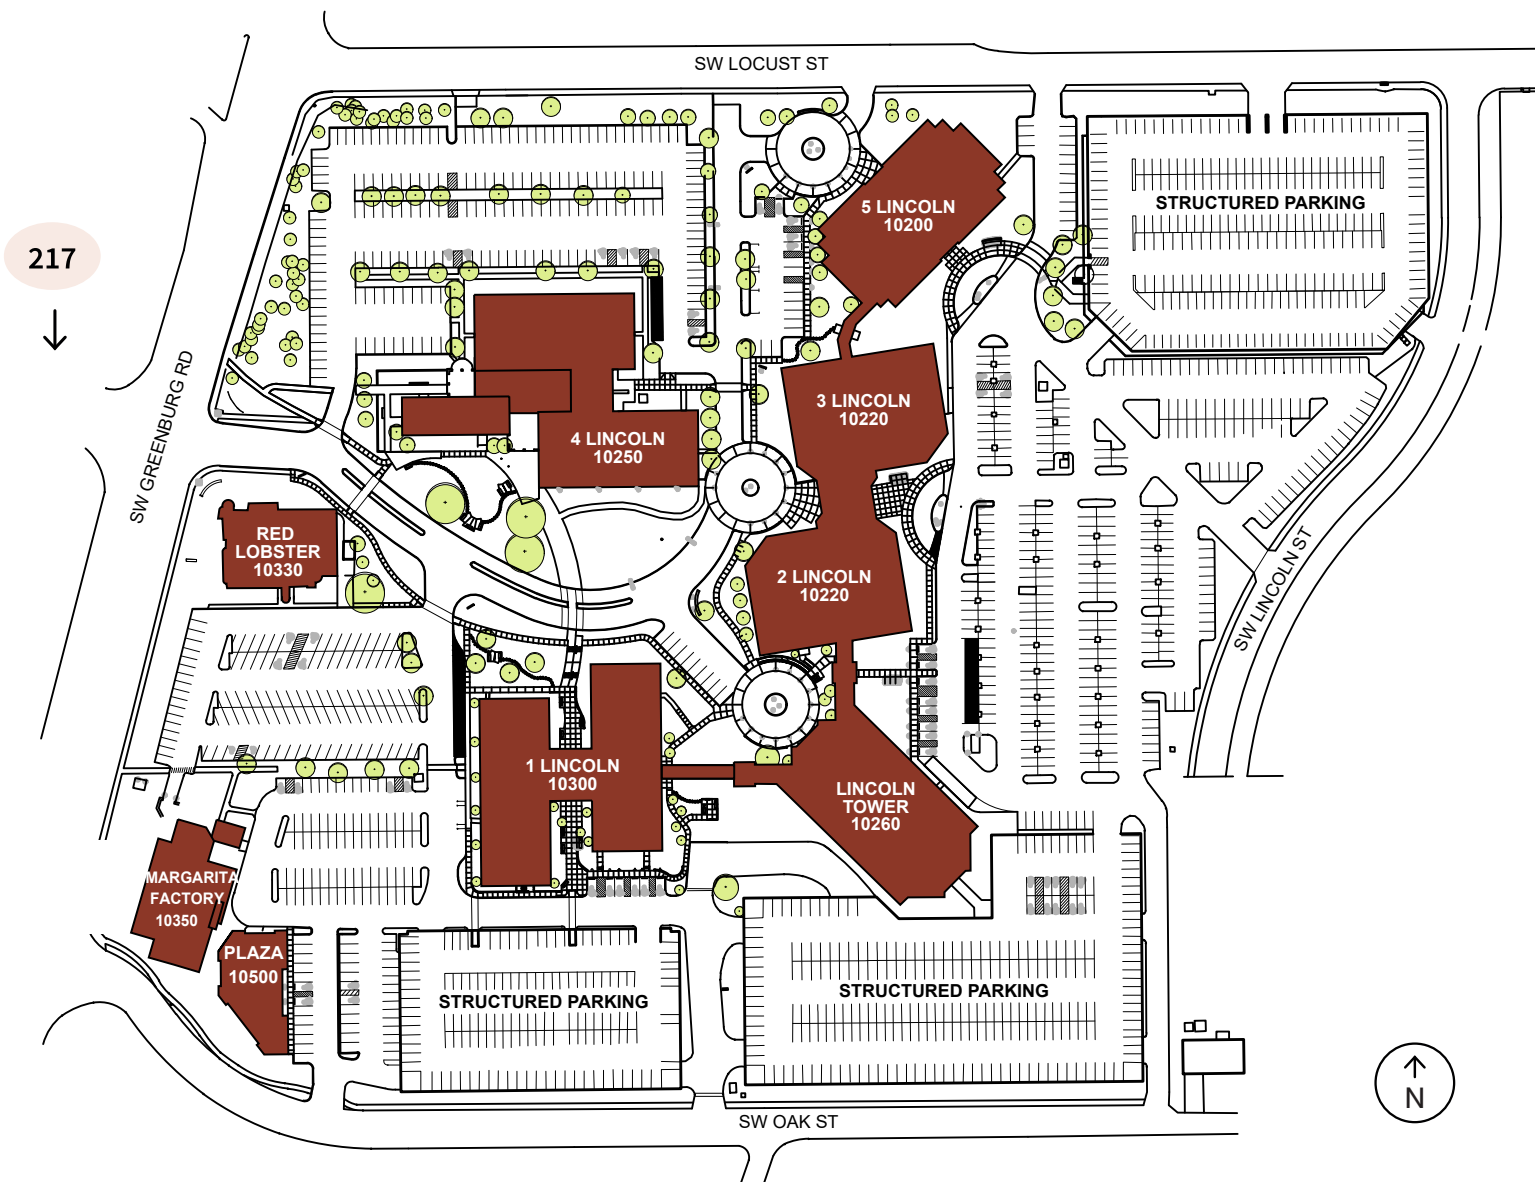 SW LOCUST ST
5 LINCOLN
10200
STRUCTURED PARKING
217
SW GREENBURG RD
3 LINCOLN
10220
4 LINCOLN
10250
RED
LOBSTER
10330
2 LINCOLN
10220
SW LINCOLN ST
1 LINCOLN
10300
LINCOLN
TOWER
10260
MARGARITA
FACTORY
10350
PLAZA
10500
STRUCTURED PARKING
STRUCTURED PARKING
N
SW OAK ST